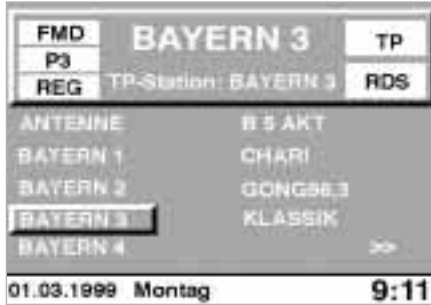 FMD BAYERN 3 TP
P3
REG TP-Station: BAYERN 3 RDS
ANTENNE B 5 AKT
BAYERN 1 CHARI
BAYERN 2 GONG96.3
BAYERN 3 KLASSIK
BAYERN 4 >>
01.03.1999 Montag 9:11